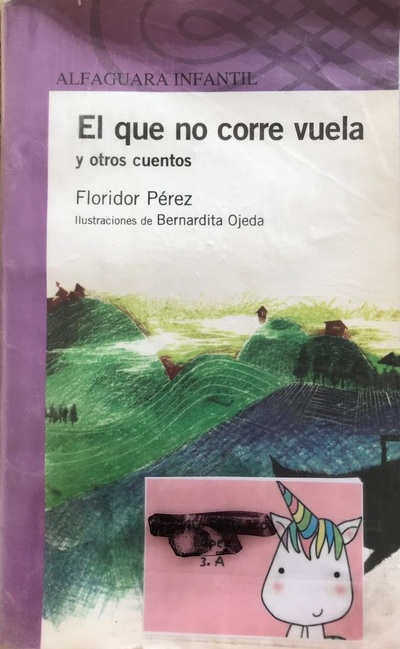 ALFAGUARA INFANTIL
El que no corre vuela
y otros cuentos
Floridor Pérez
Ilustraciones de Bernardita Ojeda
3. A